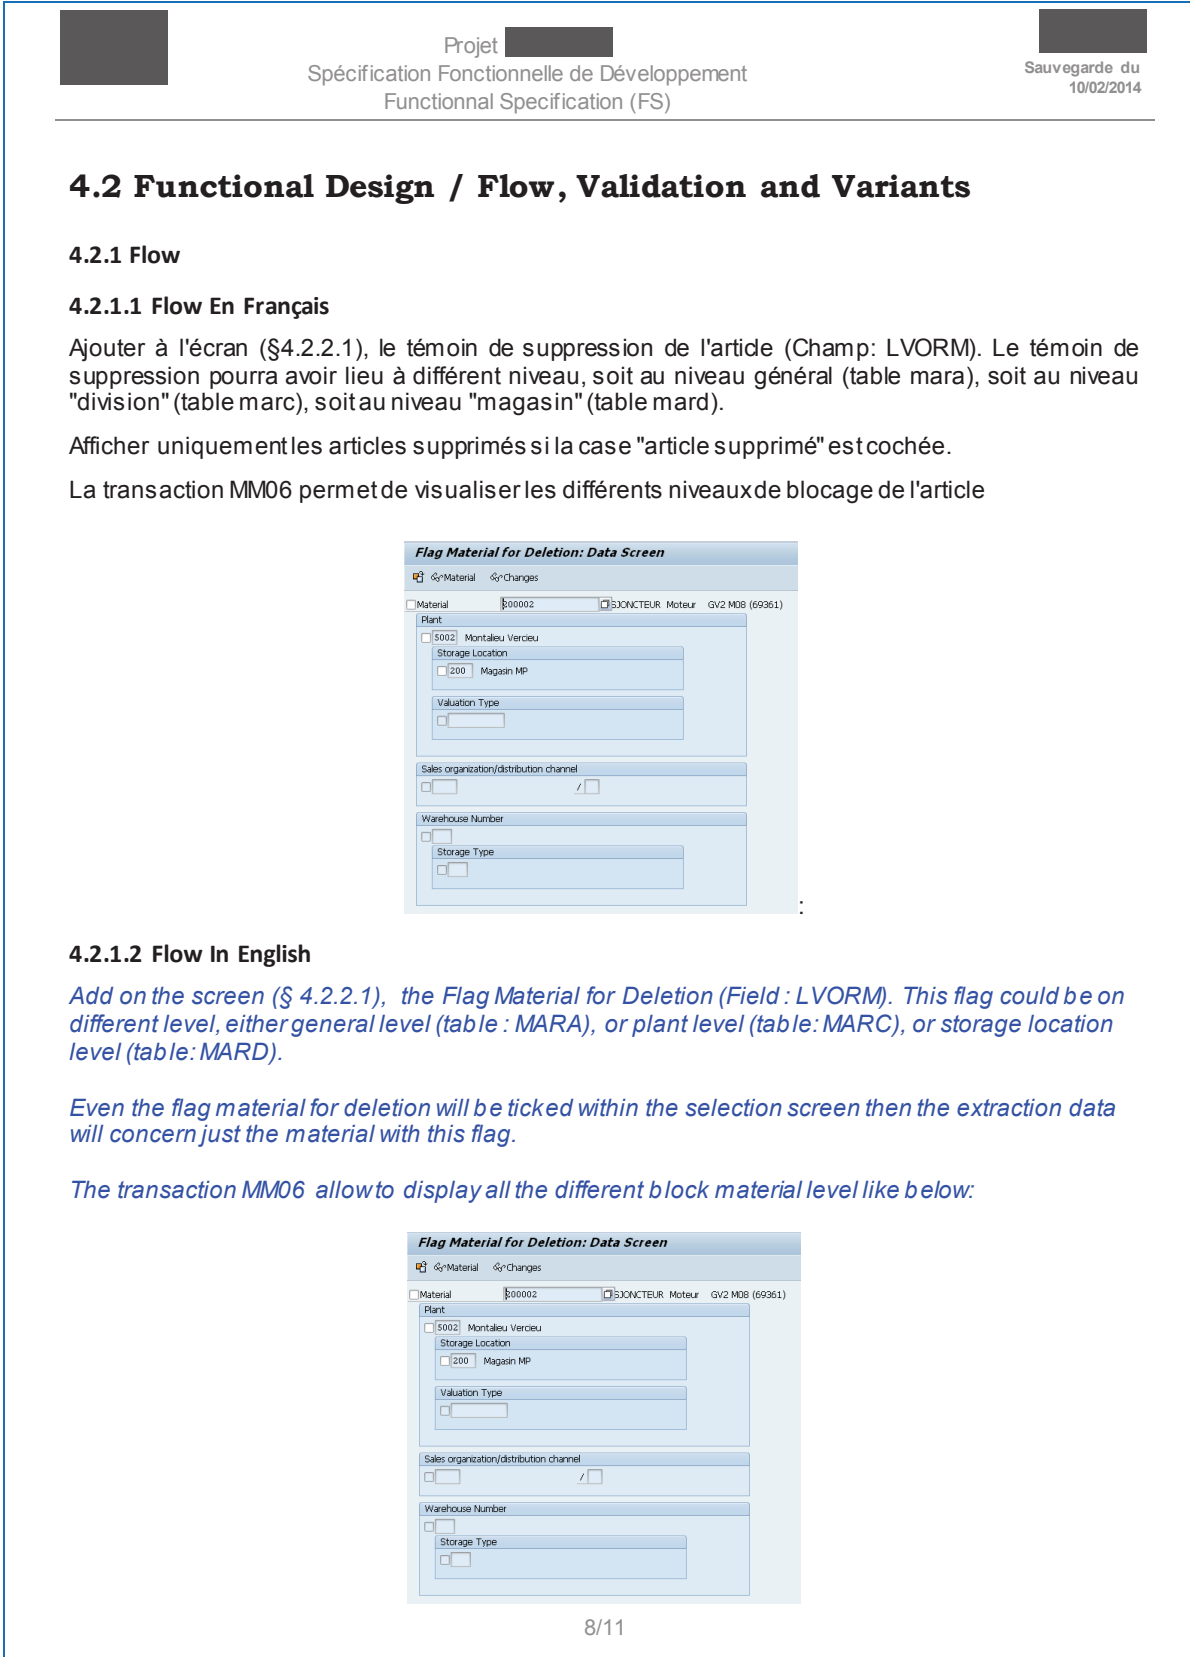 Projet
Spécification Fonctionnelle de Développement
Functionnal Specification (FS)
Sauvegarde du
10/02/2014
4.2 Functional Design / Flow, Validation and Variants
4.2.1 Flow
4.2.1.1 Flow En Français
Ajouter à l'écran (§4.2.2.1), le témoin de suppression de l'article (Champ: LVORM). Le témoin de
suppression pourra avoir lieu à différent niveau, soit au niveau général (table mara), soit au niveau
"division" (table marc), soit au niveau "magasin" (table mard).
Afficher uniquement les articles supprimés si la case "article supprimé" est cochée.
La transaction MM06 permet de visualiser les différents niveaux de blocage de l'article
Flag Material for Deletion: Data Screen
Material Changes
Material 200002 SJONCTEUR Moteur GV2 M08 (69361)
Plant
5002 Montalieu Vercieu
Storage Location
200 Magasin MP
Valuation Type
Sales organization/distribution channel
/
Warehouse Number
Storage Type
:
4.2.1.2 Flow In English
Add on the screen (§ 4.2.2.1), the Flag Material for Deletion (Field : LVORM). This flag could be on
different level, either general level (table : MARA), or plant level (table: MARC), or storage location
level (table: MARD).
Even the flag material for deletion will be ticked within the selection screen then the extraction data
will concern just the material with this flag.
The transaction MM06 allow to display all the different block material level like below:
Flag Material for Deletion: Data Screen
Material Changes
Material 200002 SJONCTEUR Moteur GV2 M08 (69361)
Plant
5002 Montalieu Vercieu
Storage Location
200 Magasin MP
Valuation Type
Sales organization/distribution channel
/
Warehouse Number
Storage Type
8/11